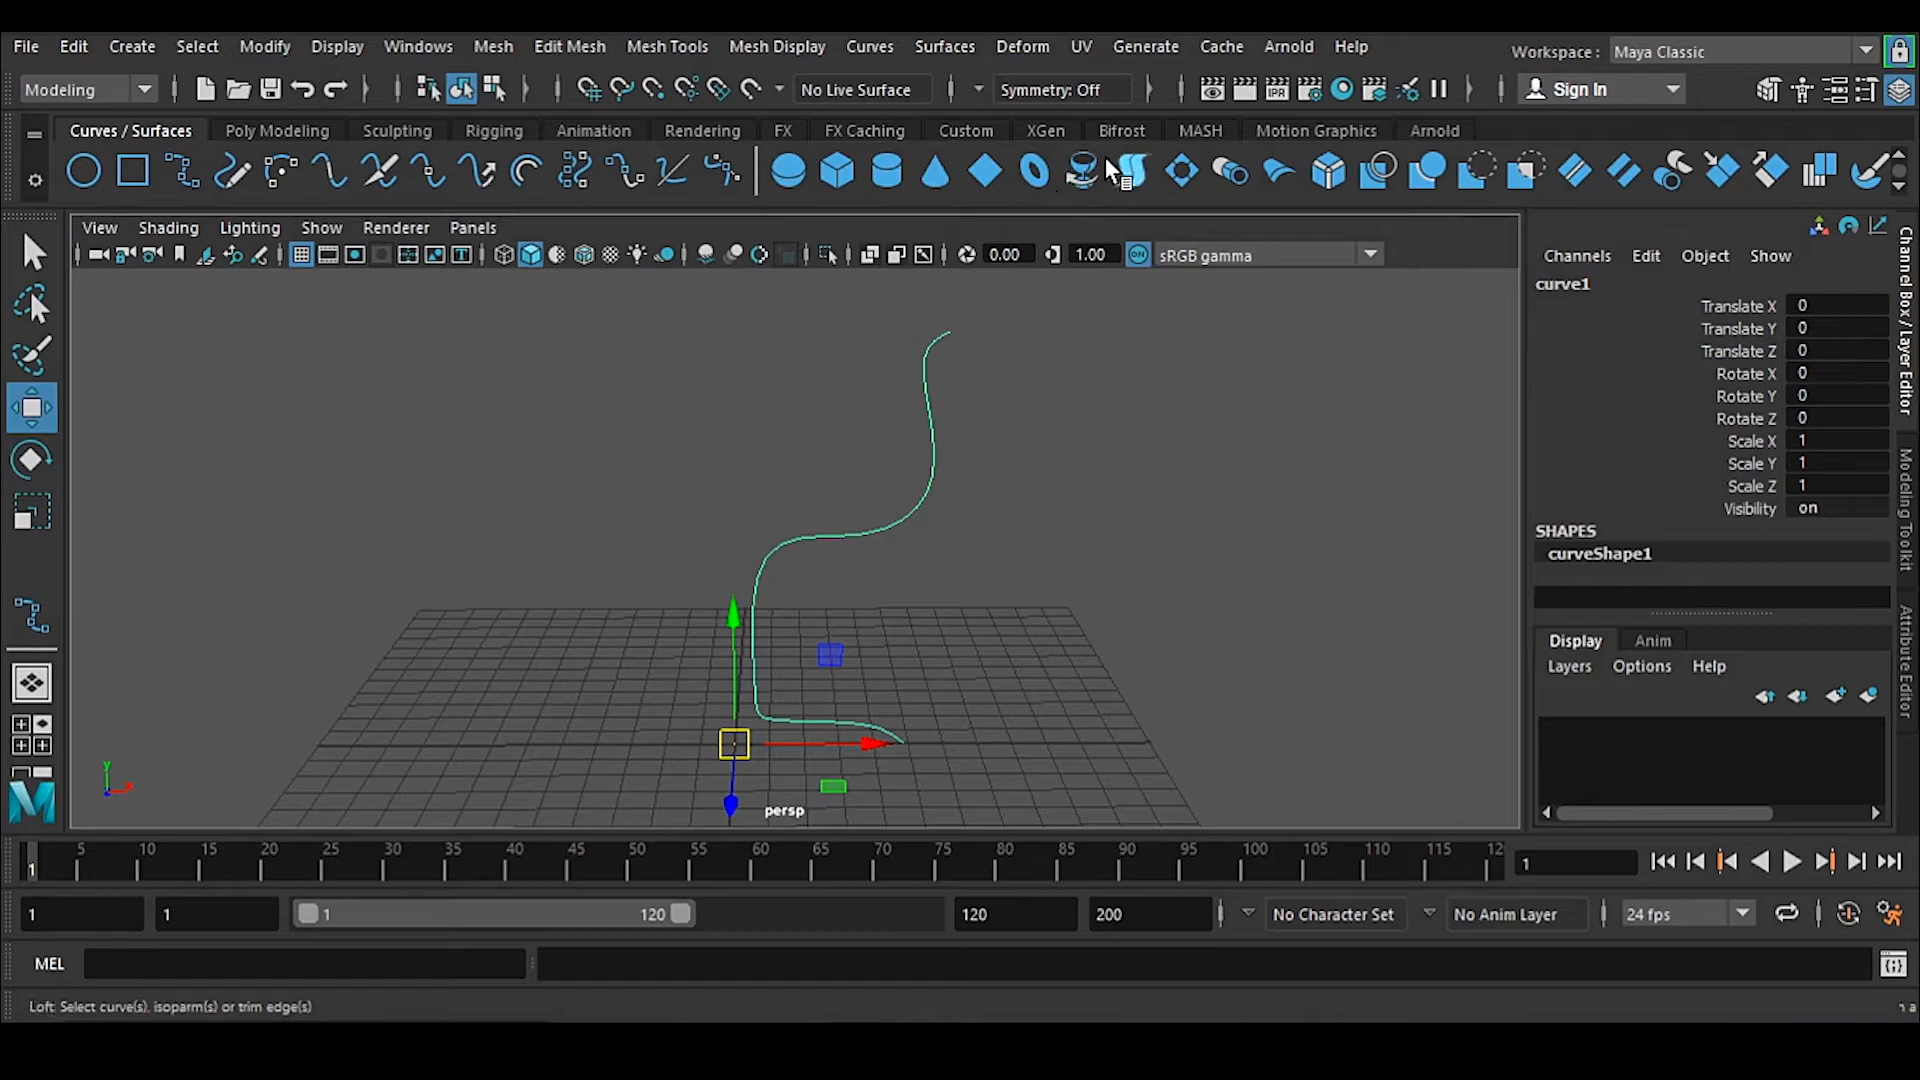 File Edit Create Select Modify Display Windows Mesh Edit Mesh Mesh Tools Mesh Display Curves Surfaces Deform UV Generate Cache Arnold Help Workspace : Maya Classic
Modeling No Live Surface Symmetry: Off IPR Sign In
Curves / Surfaces Poly Modeling Sculpting Rigging Animation Rendering FX FX Caching Custom XGen Bifrost MASH Motion Graphics Arnold
View Shading Lighting Show Renderer Panels
0.00 1.00 ON sRGB gamma
Channels Edit Object Show
curve1
Translate X 0
Translate Y 0
Translate Z 0
Rotate X 0
Rotate Y 0
Rotate Z 0
Scale X 1
Scale Y 1
Scale Z 1
Visibility on
SHAPES
curveShape1
Display Anim
Layers Options Help
Channel Box / Layer Editor
Modeling Toolkit
Attribute Editor
y
persp
1 5 10 15 20 25 30 35 40 45 50 55 60 65 70 75 80 85 90 95 100 105 110 115 12 1
1 1 1 120 120 200 No Character Set No Anim Layer 24 fps
MEL
Loft: Select curve(s), isoparm(s) or trim edge(s)